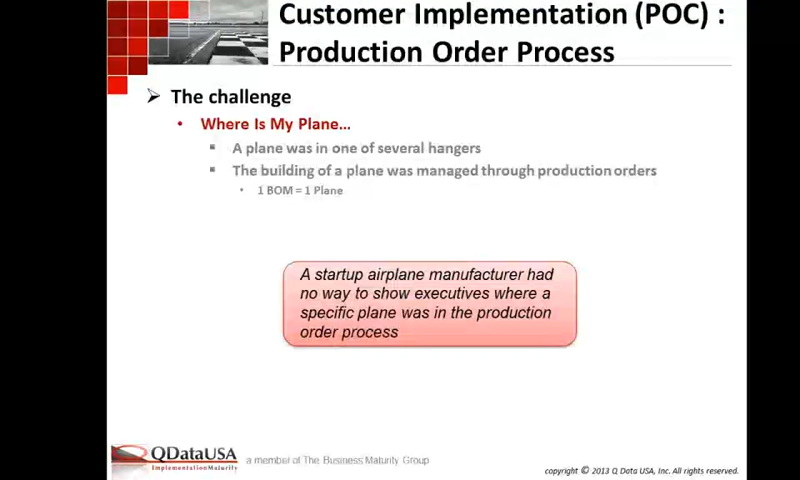 Customer Implementation (POC) :
Production Order Process
The challenge
Where Is My Plane...
A plane was in one of several hangers
The building of a plane was managed through production orders
1 BOM = 1 Plane
A startup airplane manufacturer had
no way to show executives where a
specific plane was in the production
order process
QDataUSA
ImplementationMaturity
a member of The Business Maturity Group
copyright © 2013 Q Data USA, Inc. All rights reserved.